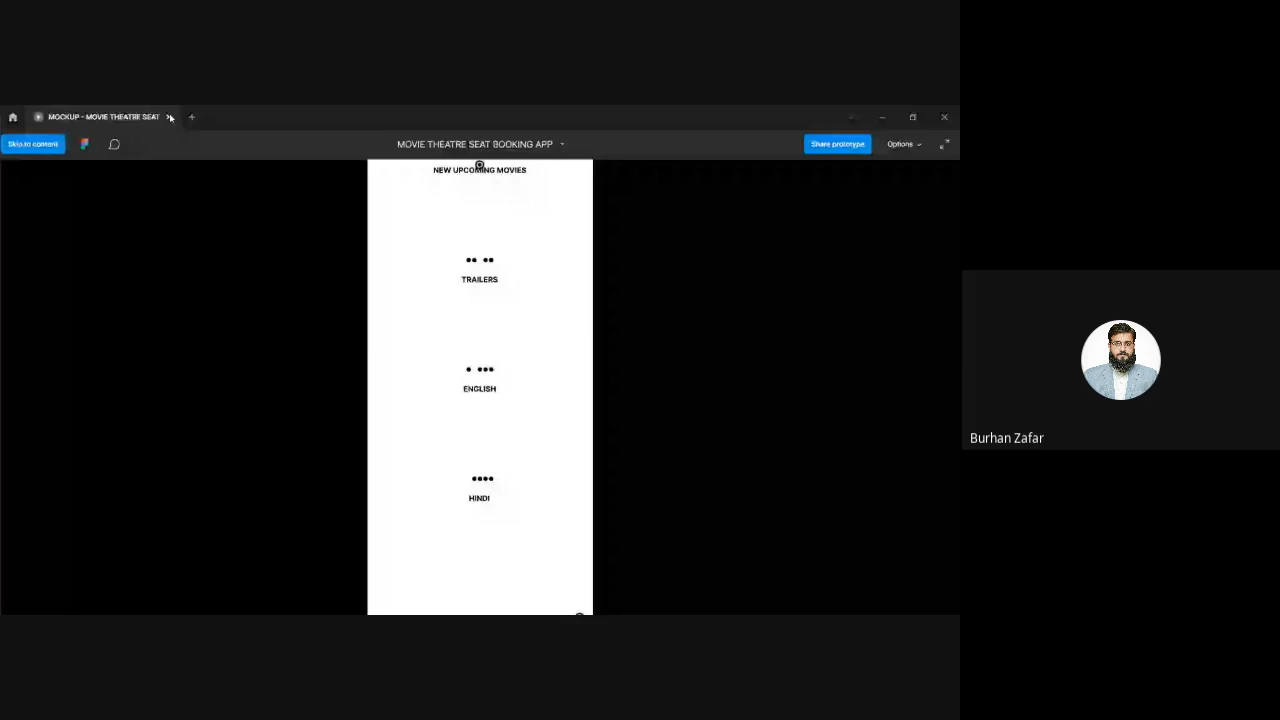 MOCKUP - MOVIE THEATRE SEAT
Skip to content
MOVIE THEATRE SEAT BOOKING APP
Share prototype
Options
NEW UPCOMING MOVIES
TRAILERS
ENGLISH
HINDI
Burhan Zafar